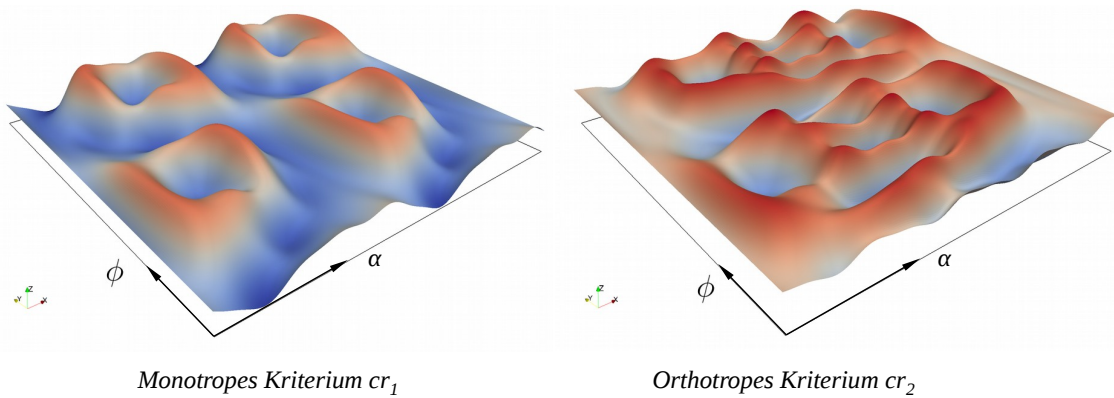 ϕ
α
Z
Y
X
ϕ
α
Z
Y
X
Monotropes Kriterium cr₁
Orthotropes Kriterium cr₂